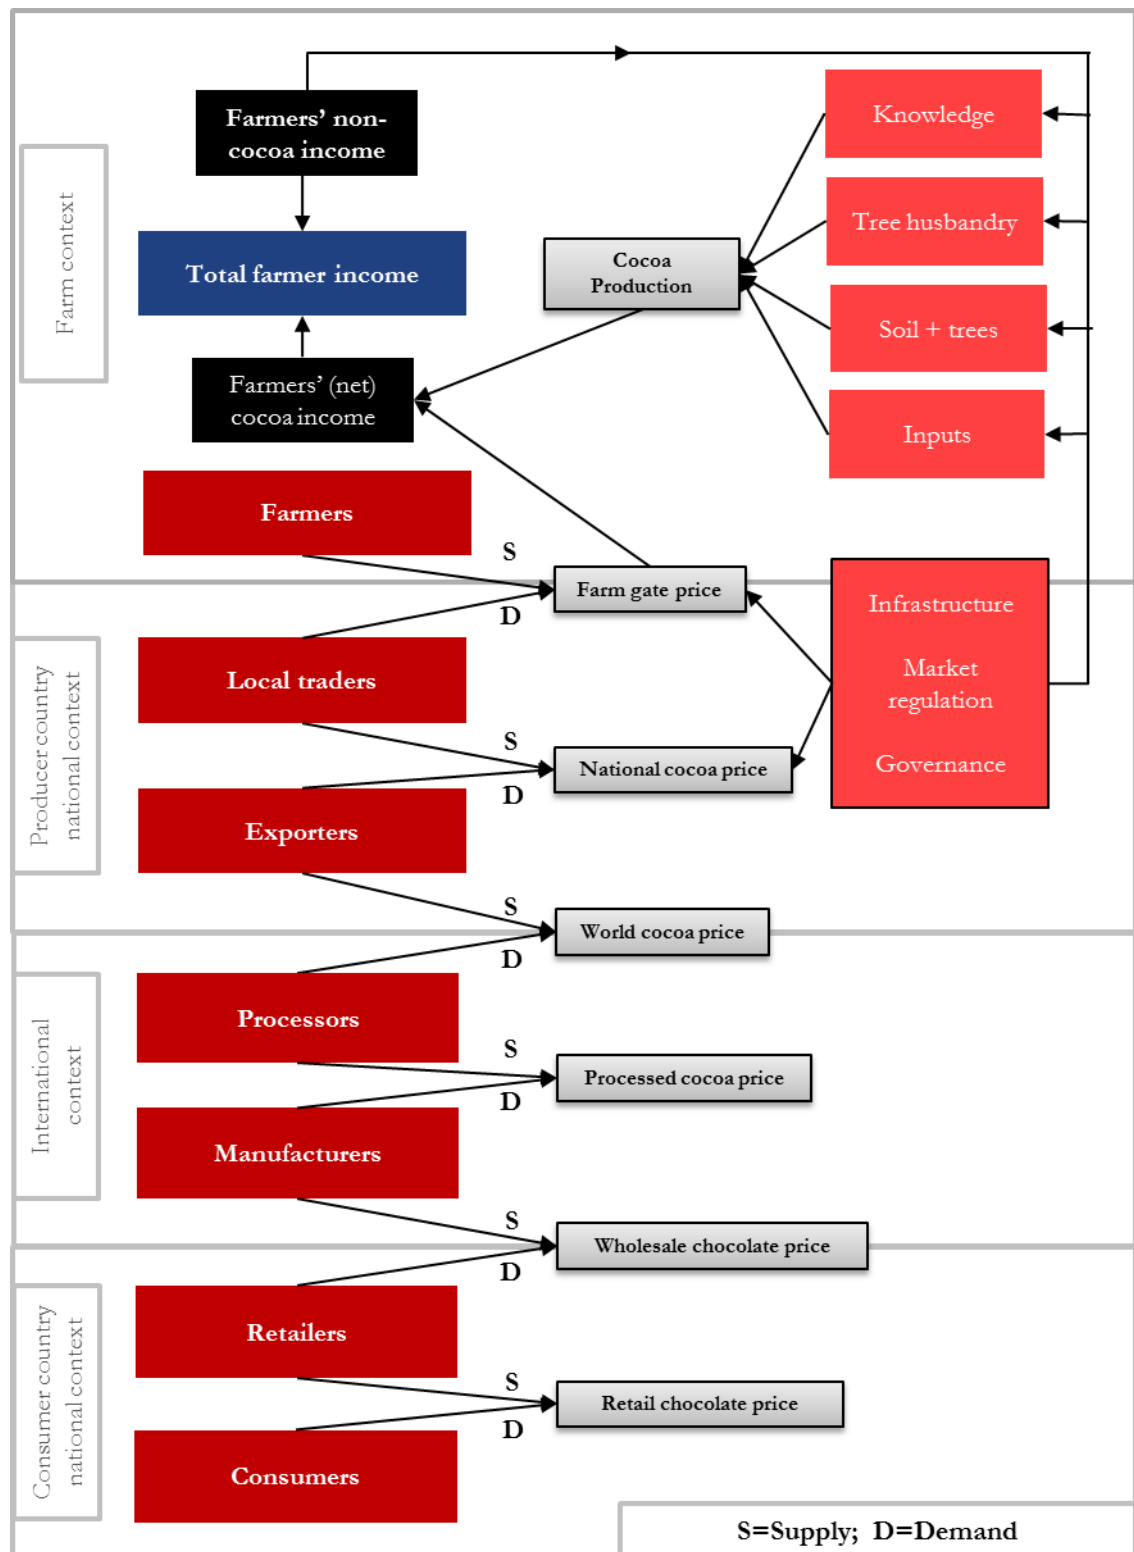 Farm context
Farmers’ non-
cocoa income
Knowledge
Tree husbandry
Total farmer income
Cocoa
Production
Soil + trees
Farmers’ (net)
cocoa income
Inputs
Farmers
S
Farm gate price
D
Infrastructure
Market
regulation
Governance
Producer country
national context
Local traders
S
National cocoa price
D
Exporters
S
World cocoa price
D
International
context
Processors
S
Processed cocoa price
D
Manufacturers
S
Wholesale chocolate price
D
Consumer country
national context
Retailers
S
Retail chocolate price
D
Consumers
S=Supply; D=Demand